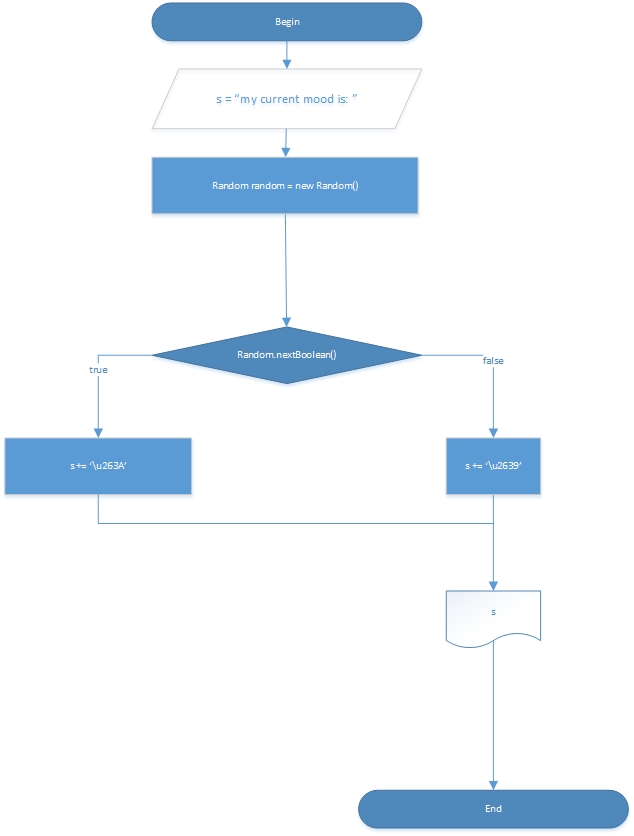 Begin
s = “my current mood is: ”
Random random = new Random()
Random.nextBoolean()
true
false
s += ‘\u263A’
s += ‘\u2639’
s
End